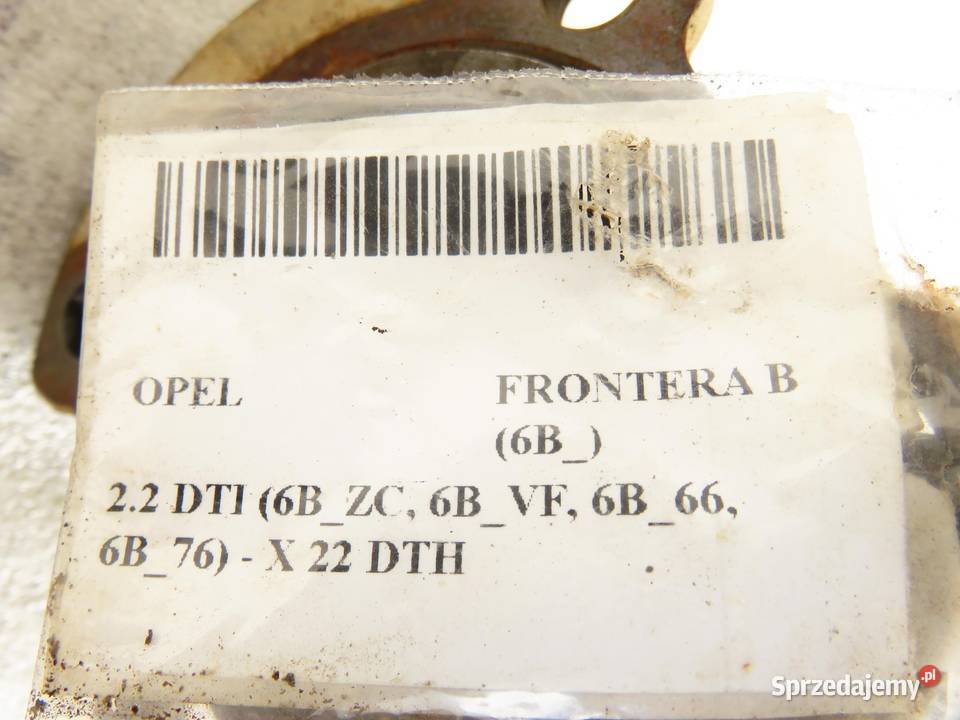 OPEL FRONTERA B
(6B_)
2.2 DTI (6B_ZC, 6B_VF, 6B_66,
6B_76) - X 22 DTH
Sprzedajemy.pl